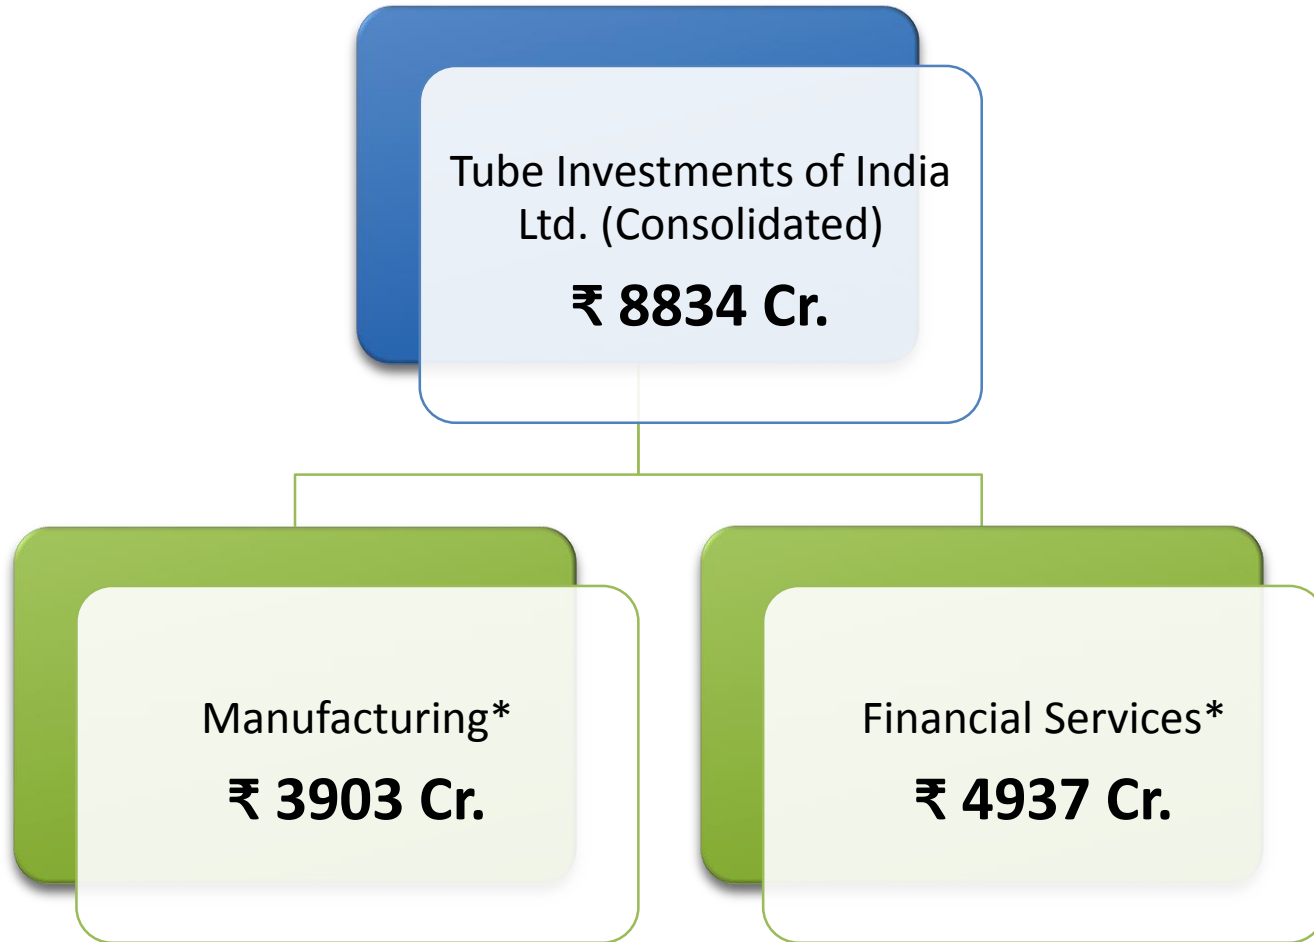 Tube Investments of India
Ltd. (Consolidated)
₹ 8834 Cr.
Manufacturing*
₹ 3903 Cr.
Financial Services*
₹ 4937 Cr.